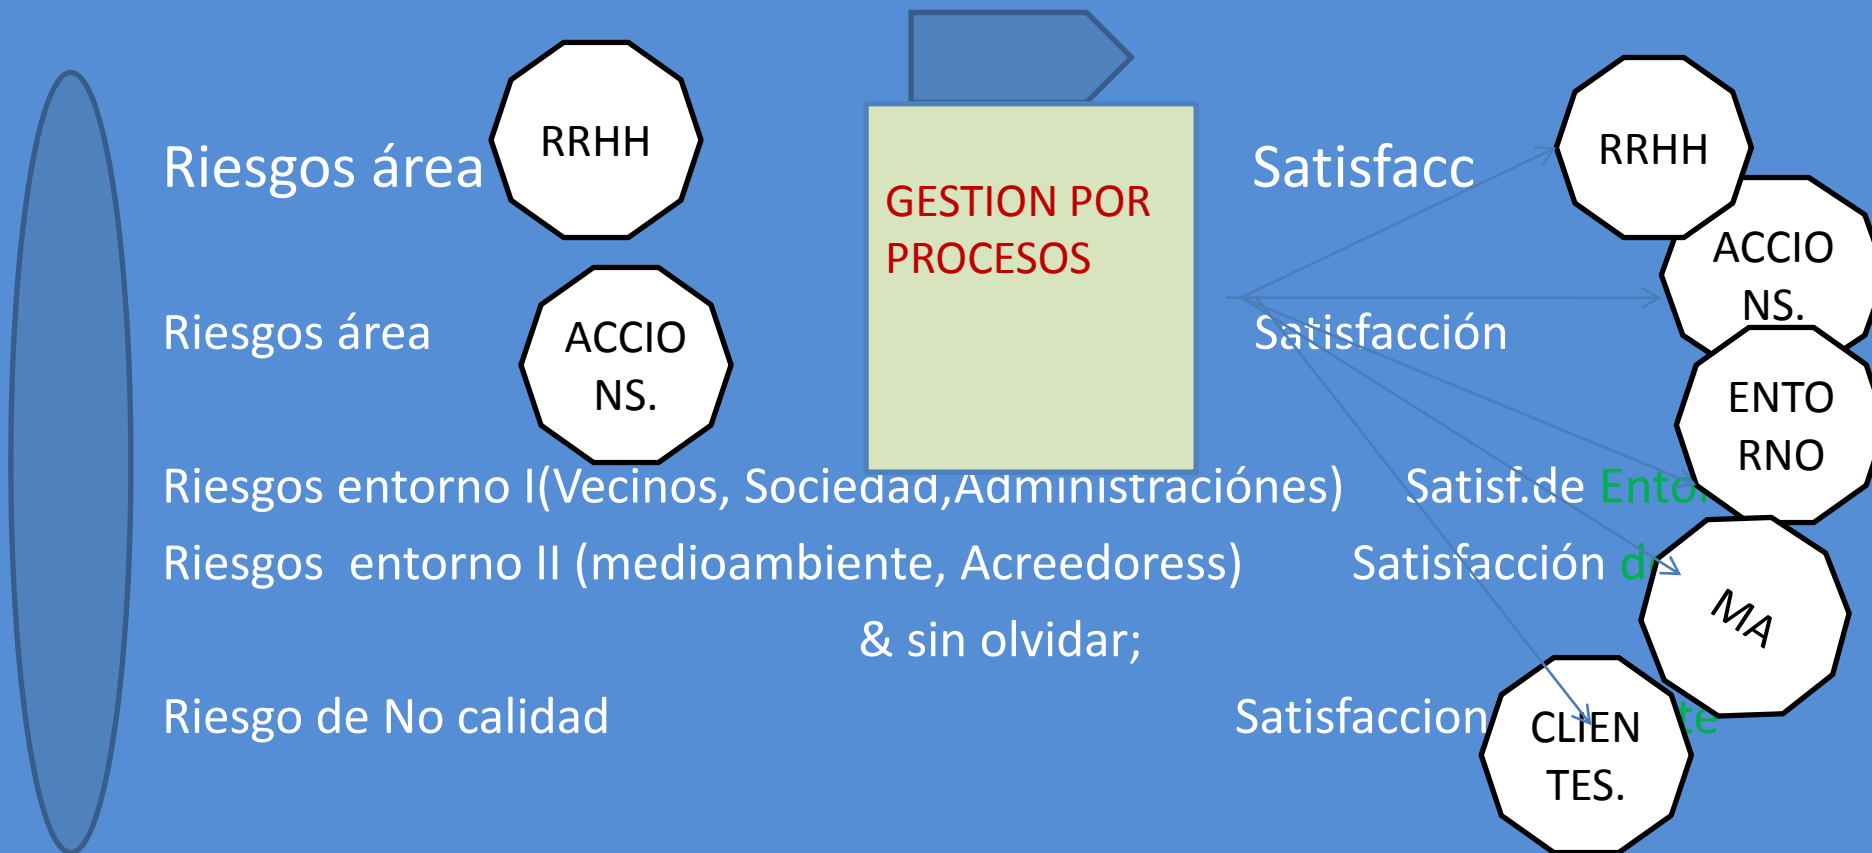 Riesgos área
RRHH
GESTION POR
PROCESOS
Satisfacc
RRHH
Riesgos área
ACCIO
NS.
Satisfacción
ACCIO
NS.
ENTO
RNO
Riesgos entorno I(Vecinos, Sociedad,Administraciónes) Satisf.de
Riesgos entorno II (medioambiente, Acreedoress) Satisfacción
MA
& sin olvidar;
Riesgo de No calidad Satisfaccion
CLIEN
TES.